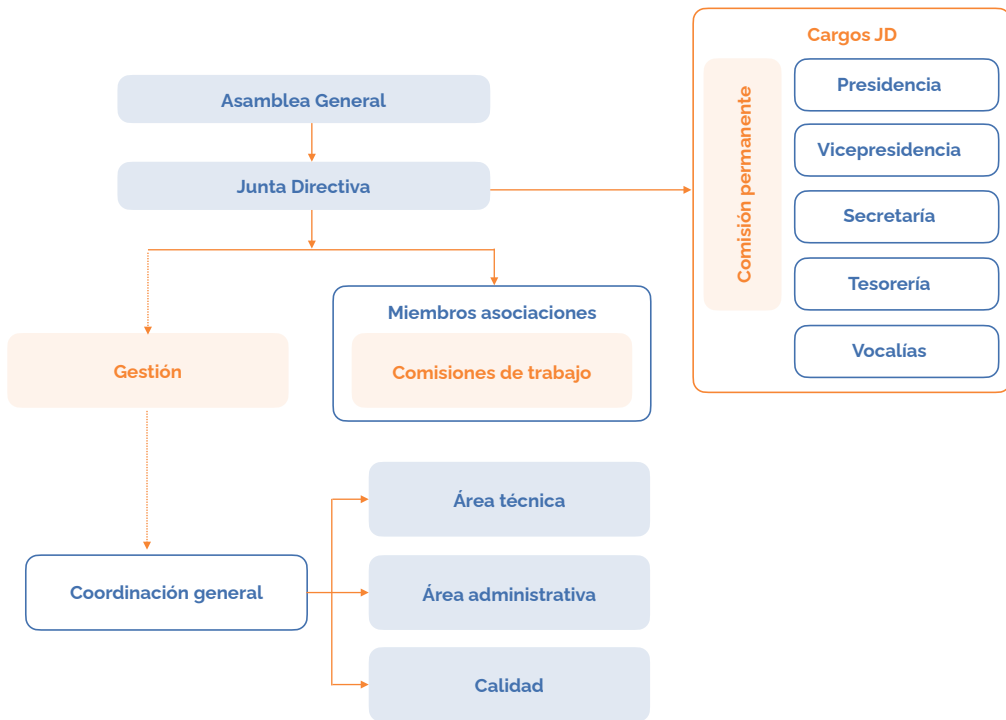 Cargos JD
Comisión permanente
Presidencia
Vicepresidencia
Secretaría
Tesorería
Vocalías
Asamblea General
Junta Directiva
Miembros asociaciones
Gestión
Comisiones de trabajo
Área técnica
Coordinación general
Área administrativa
Calidad